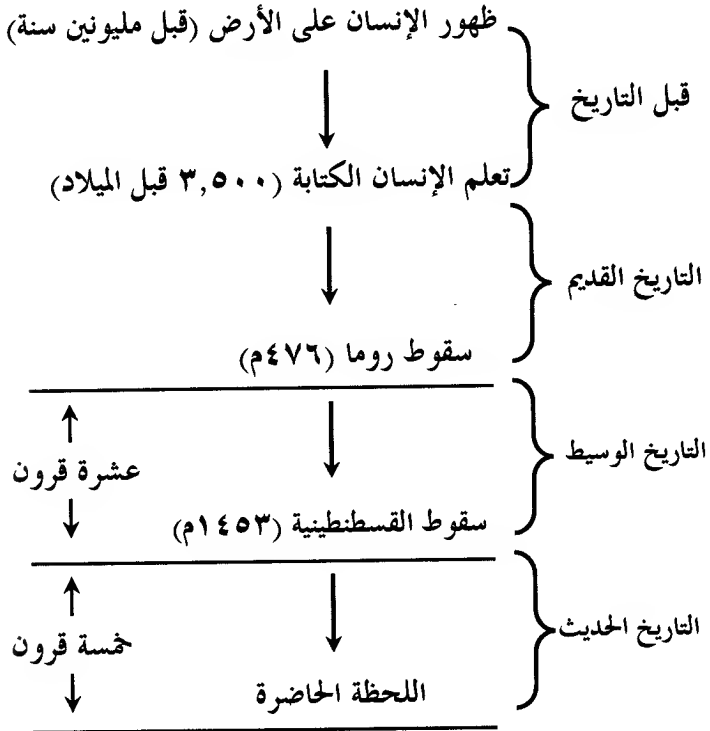 ظهور الإنسان على الأرض (قبل مليونين سنة)
قبل التاريخ
تعلم الإنسان الكتابة (٣,٥٠٠ قبل الميلاد)
التاريخ القديم
سقوط روما (٤٧٦م)
التاريخ الوسيط
عشرة قرون
سقوط القسطنطينية (١٤٥٣م)
التاريخ الحديث
خمسة قرون
اللحظة الحاضرة